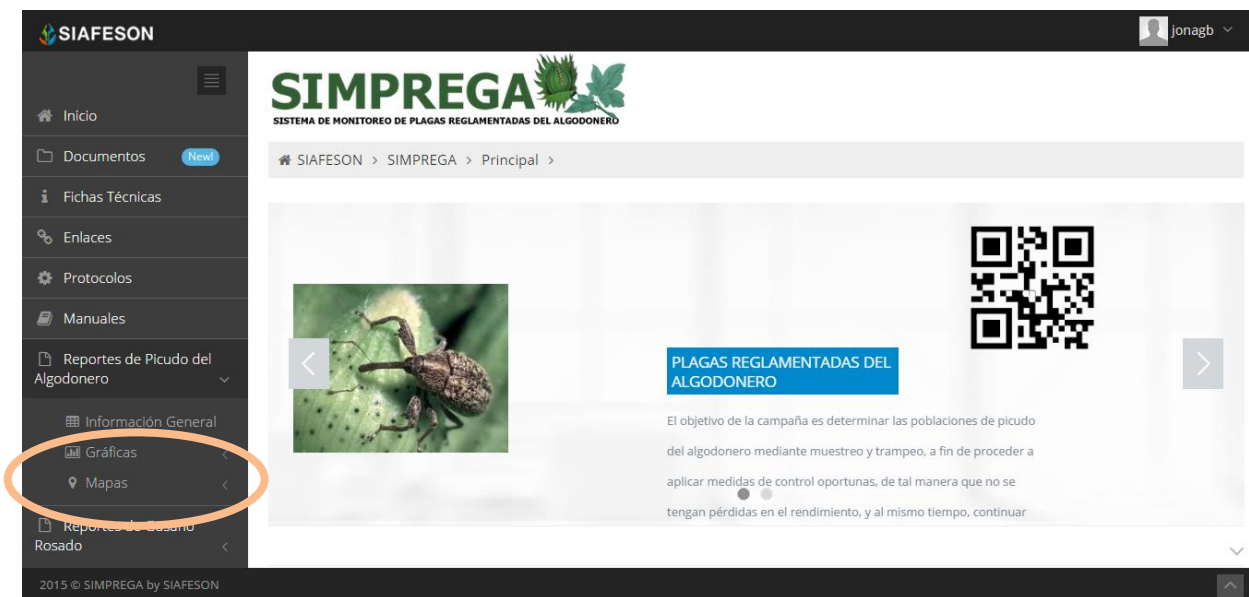 SIAFESON
jonagb
SIMPREGA
SISTEMA DE MONITOREO DE PLAGAS REGLAMENTADAS DEL ALGODONERO
SIAFESON > SIMPREGA > Principal >
Inicio
Documentos New!
Fichas Técnicas
Enlaces
Protocolos
Manuales
Reportes de Picudo del
Algodonero
Información General
Gráficas
Mapas
Reportes de Gusano
Rosado
PLAGAS REGLAMENTADAS DEL
ALGODONERO
El objetivo de la campaña es determinar las poblaciones de picudo
del algodonero mediante muestreo y trampeo, a fin de proceder a
aplicar medidas de control oportunas, de tal manera que no se
tengan pérdidas en el rendimiento, y al mismo tiempo, continuar
2015 © SIMPREGA by SIAFESON